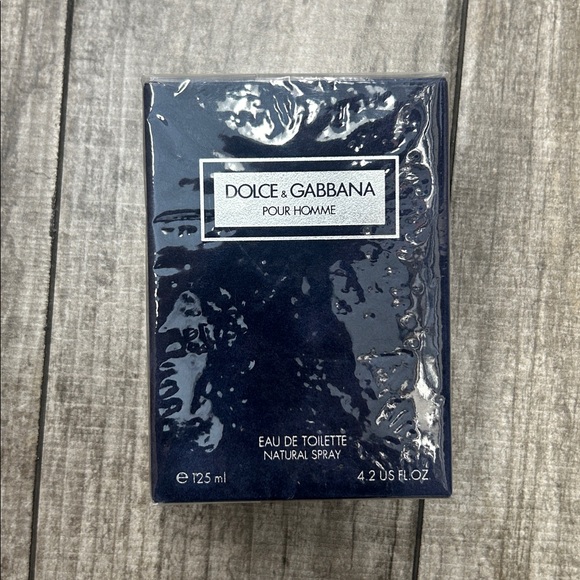 DOLCE & GABBANA
POUR HOMME
EAU DE TOILETTE
NATURAL SPRAY
℮ 125 ml
4.2 US FL.OZ